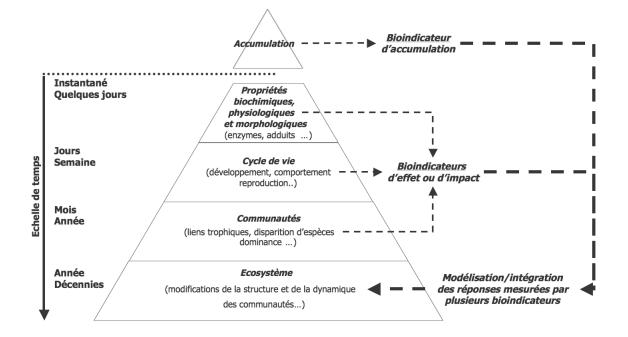 Accumulation
Bioindicateur
d'accumulation
Instantané
Quelques jours
Propriétés
biochimiques,
physiologiques
et morphologiques
(enzymes, adduits ...)
Jours
Semaine
Cycle de vie
(développement, comportement
reproduction..)
Bioindicateurs
d'effet ou d'impact
Mois
Année
Communautés
(liens trophiques, disparition d'espèces
dominance ...)
Année
Décennies
Ecosystème
(modifications de la structure et de la dynamique
des communautés...)
Modélisation/intégration
des réponses mesurées par
plusieurs bioindicateurs
Echelle de temps